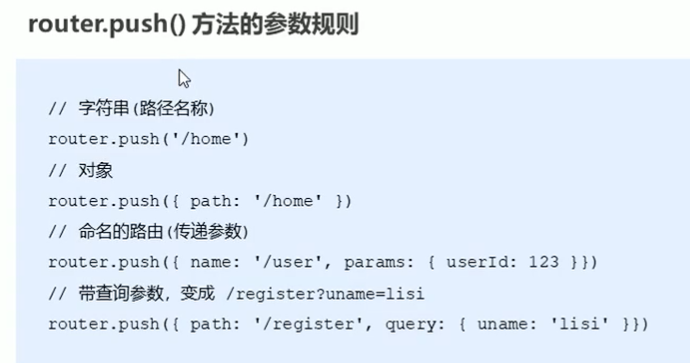 router.push() 方法的参数规则
// 字符串(路径名称)
router.push('/home')
// 对象
router.push({ path: '/home' })
// 命名的路由(传递参数)
router.push({ name: '/user', params: { userId: 123 }})
// 带查询参数，变成 /register?uname=lisi
router.push({ path: '/register', query: { uname: 'lisi' }})